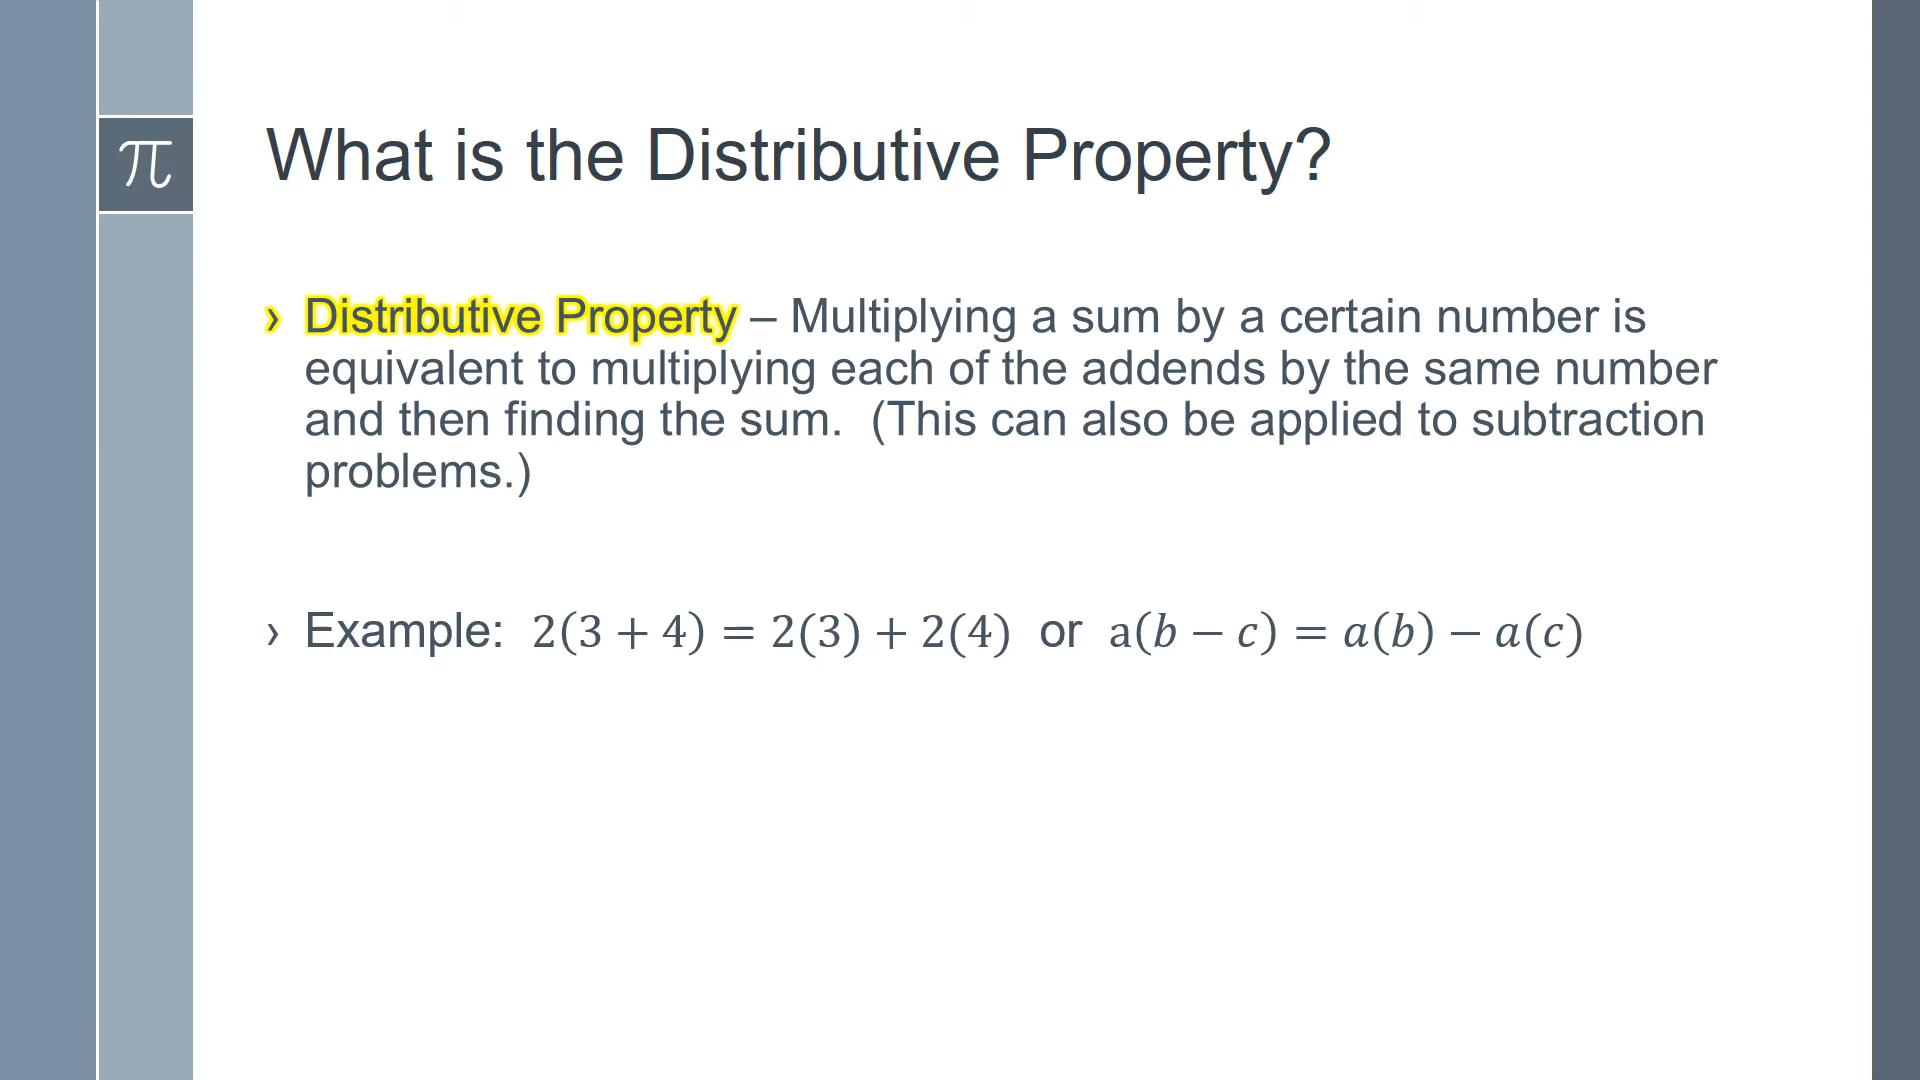 π
What is the Distributive Property?
› Distributive Property – Multiplying a sum by a certain number is
equivalent to multiplying each of the addends by the same number
and then finding the sum.  (This can also be applied to subtraction
problems.)
› Example:  2(3 + 4) = 2(3) + 2(4)  or  a(𝑏 − 𝑐) = 𝑎(𝑏) − 𝑎(𝑐)